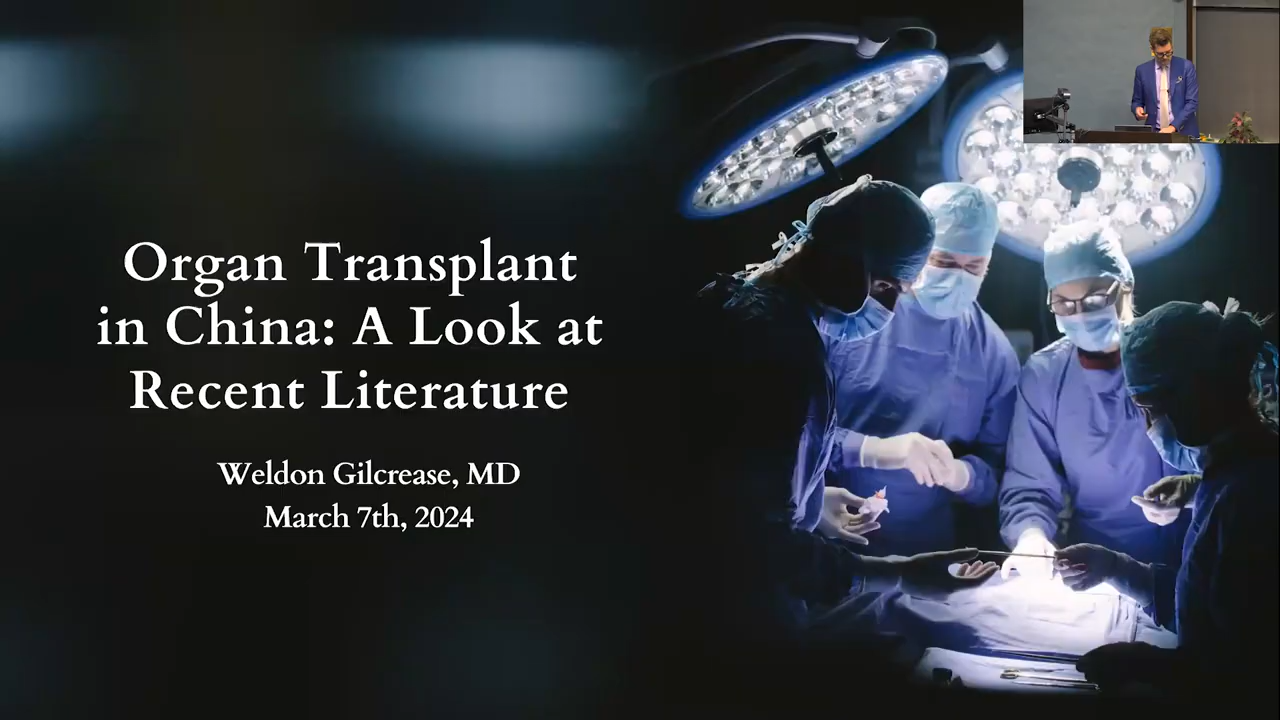 Organ Transplant
in China: A Look at
Recent Literature
Weldon Gilcrease, MD
March 7th, 2024